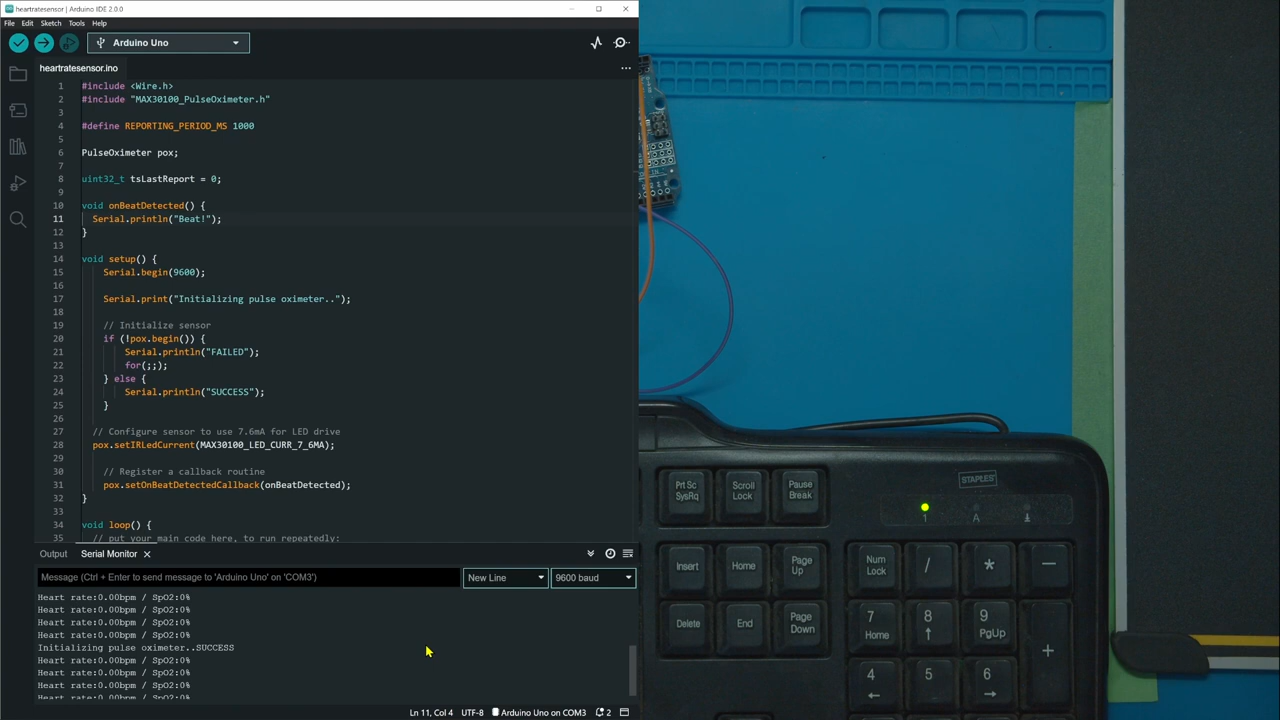 heartratesensor | Arduino IDE 2.0.0
File Edit Sketch Tools Help
Arduino Uno
heartratesensor.ino
1 #include <Wire.h>
2 #include "MAX30100_PulseOximeter.h"
3
4 #define REPORTING_PERIOD_MS 1000
5
6 PulseOximeter pox;
7
8 uint32_t tsLastReport = 0;
9
10 void onBeatDetected() {
11 Serial.println("Beat!");
12 }
13
14 void setup() {
15 Serial.begin(9600);
16
17 Serial.print("Initializing pulse oximeter..");
18
19 // Initialize sensor
20 if (!pox.begin()) {
21 Serial.println("FAILED");
22 for(;;);
23 } else {
24 Serial.println("SUCCESS");
25 }
26
27 // Configure sensor to use 7.6mA for LED drive
28 pox.setIRLedCurrent(MAX30100_LED_CURR_7_6MA);
29
30 // Register a callback routine
31 pox.setOnBeatDetectedCallback(onBeatDetected);
32 }
33
34 void loop() {
35 // put your main code here, to run repeatedly:
Output Serial Monitor
Message (Ctrl + Enter to send message to 'Arduino Uno' on 'COM3')
New Line
9600 baud
Heart rate:0.00bpm / SpO2:0%
Heart rate:0.00bpm / SpO2:0%
Heart rate:0.00bpm / SpO2:0%
Heart rate:0.00bpm / SpO2:0%
Initializing pulse oximeter..SUCCESS
Heart rate:0.00bpm / SpO2:0%
Heart rate:0.00bpm / SpO2:0%
Heart rate:0.00bpm / SpO2:0%
Heart rate:0.00bpm / SpO2:0%
Ln 11, Col 4 UTF-8 Arduino Uno on COM3 2
Prt Sc
SysRq
Scroll
Lock
Pause
Break
STAPLES
1 A
Insert
Home
Page
Up
Num
Lock
/
*
—
Delete
End
Page
Down
7
Home
8
↑
9
PgUp
+
4
←
5
6
→